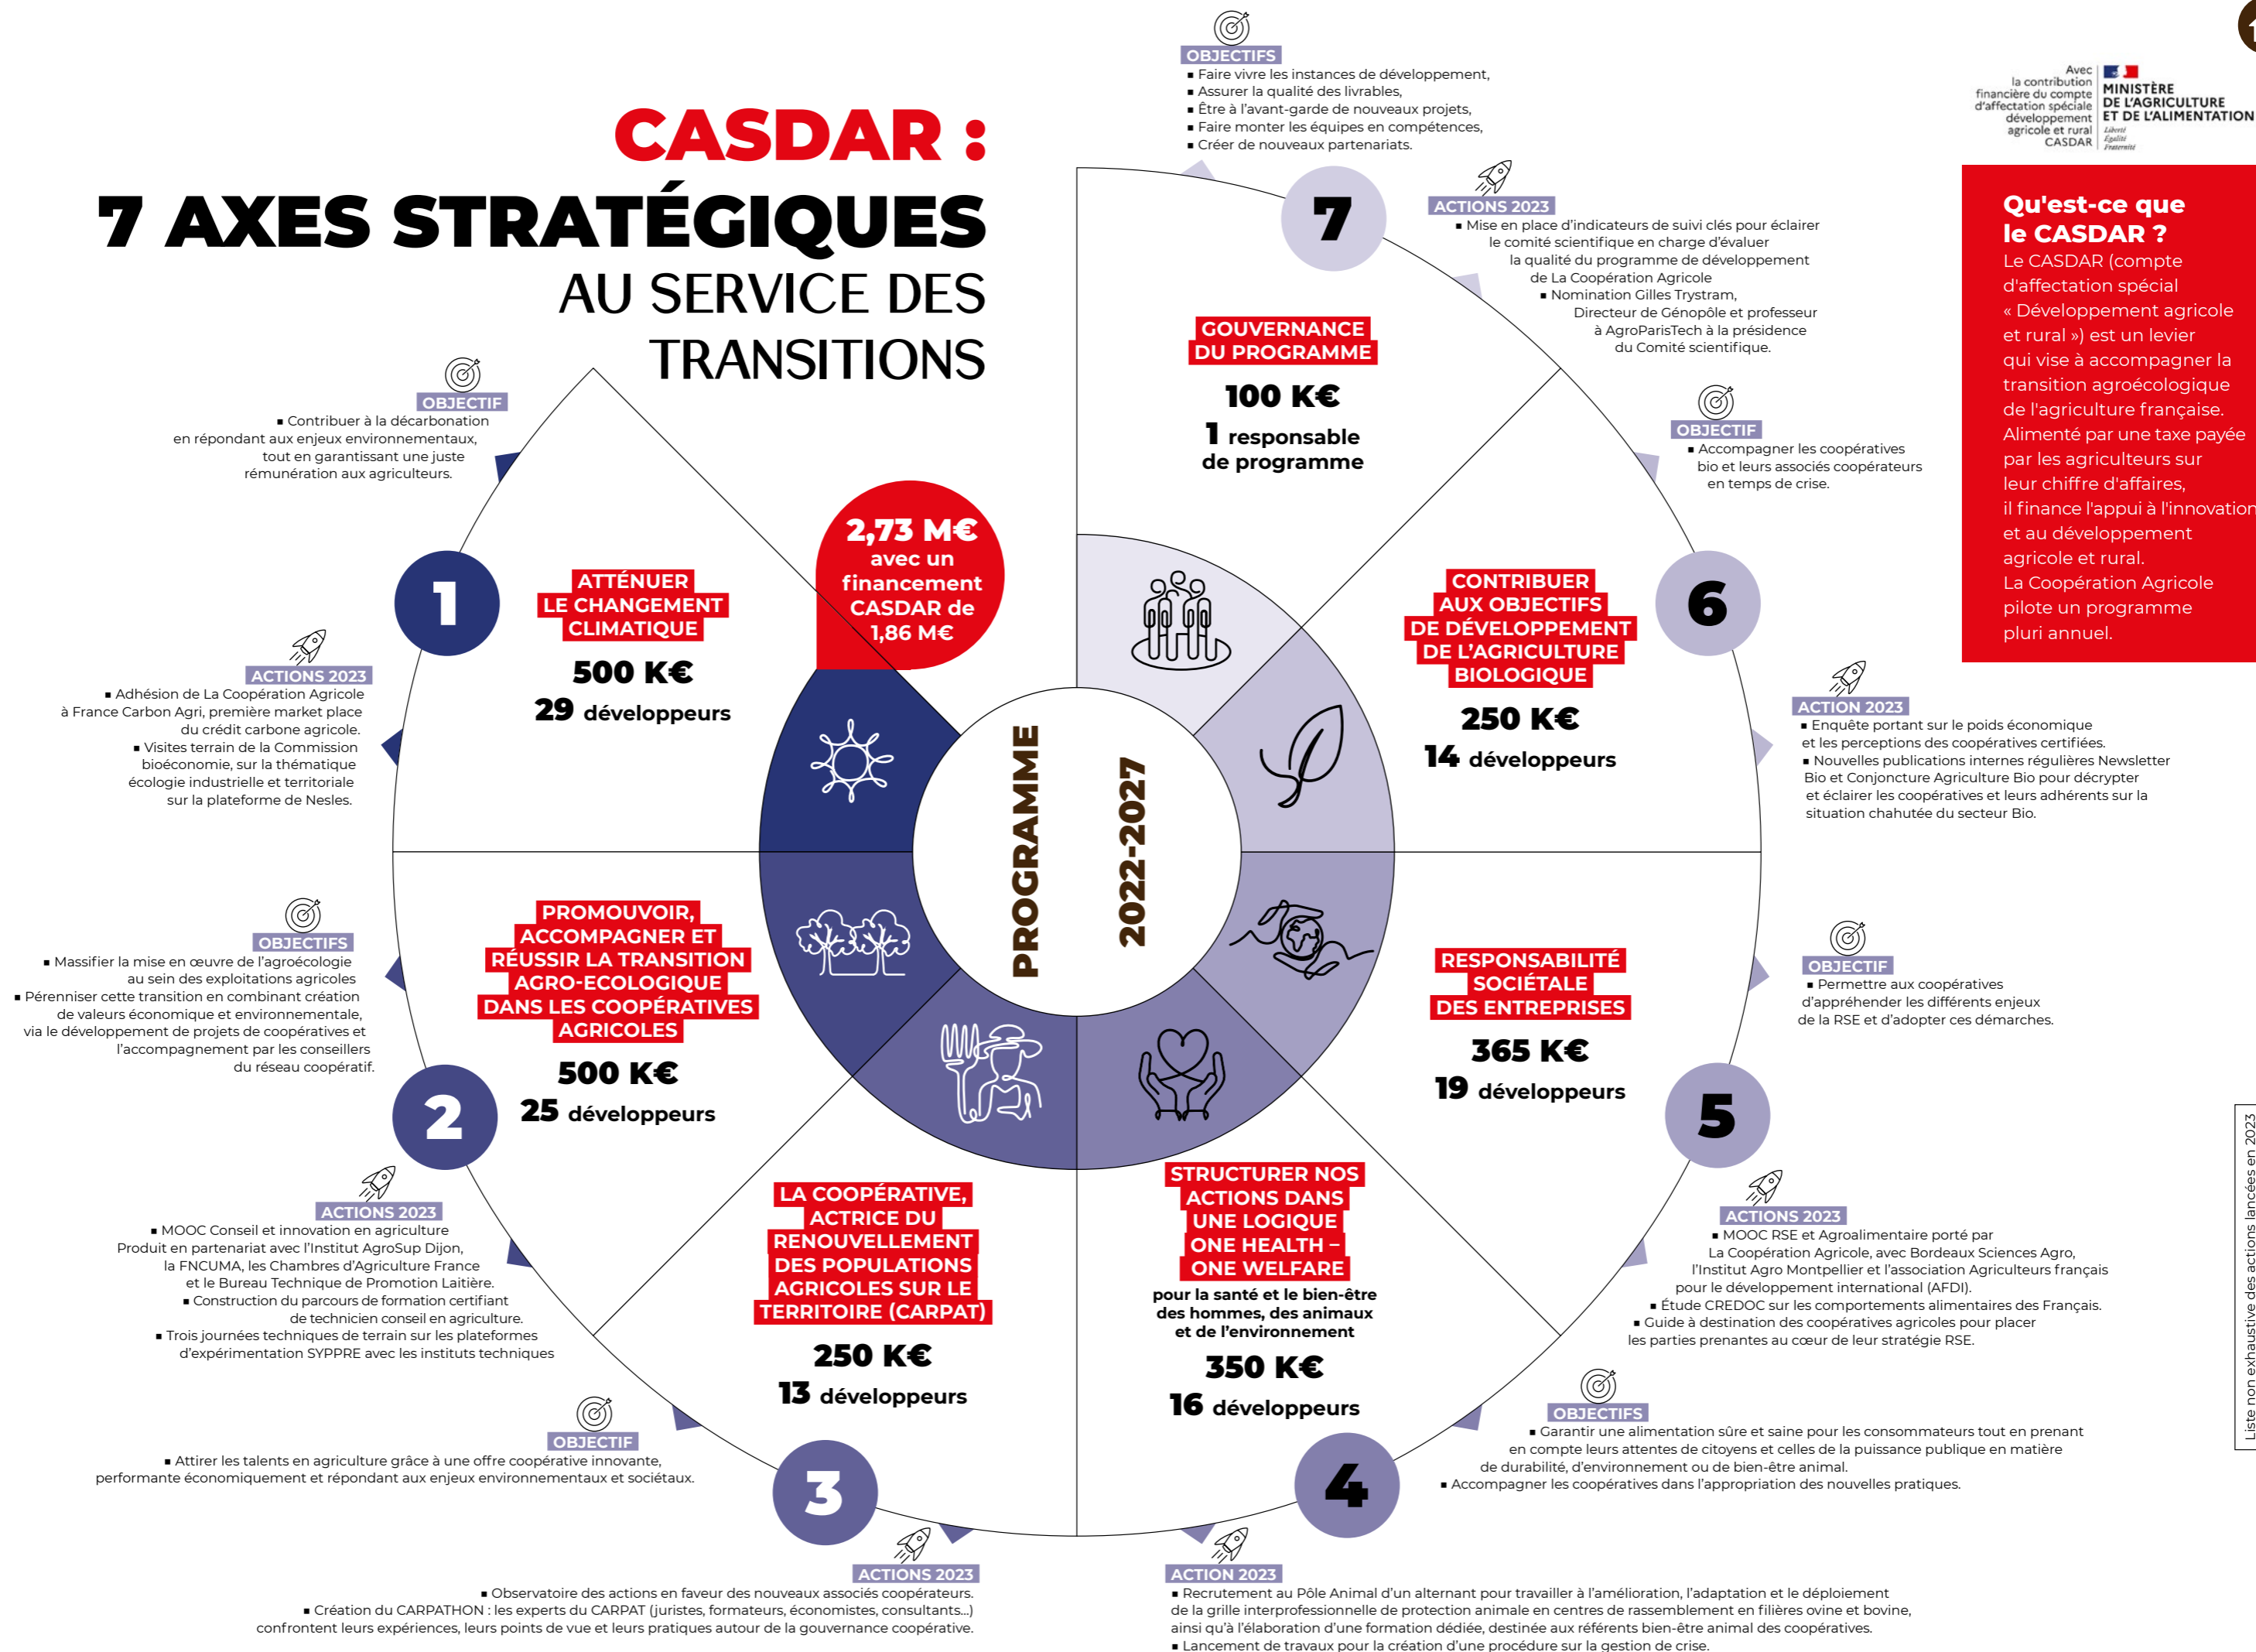 CASDAR :
7 AXES STRATÉGIQUES
AU SERVICE DES
TRANSITIONS
Avec
la contribution
financière du compte
d'affectation spéciale
développement
agricole et rural
CASDAR
MINISTÈRE
DE L'AGRICULTURE
ET DE L'ALIMENTATION
Liberté
Égalité
Fraternité
Qu'est-ce que
le CASDAR ?
Le CASDAR (compte
d'affectation spécial
« Développement agricole
et rural ») est un levier
qui vise à accompagner la
transition agroécologique
de l'agriculture française.
Alimenté par une taxe payée
par les agriculteurs sur
leur chiffre d'affaires,
il finance l'appui à l'innovation
et au développement
agricole et rural.
La Coopération Agricole
pilote un programme
pluri annuel.
2,73 M€
avec un
financement
CASDAR de
1,86 M€
PROGRAMME
2022-2027
OBJECTIF
▪ Contribuer à la décarbonation
en répondant aux enjeux environnementaux,
tout en garantissant une juste
rémunération aux agriculteurs.
1
ATTÉNUER
LE CHANGEMENT
CLIMATIQUE
500 K€
29 développeurs
ACTIONS 2023
▪ Adhésion de La Coopération Agricole
à France Carbon Agri, première market place
du crédit carbone agricole.
▪ Visites terrain de la Commission
bioéconomie, sur la thématique
écologie industrielle et territoriale
sur la plateforme de Nesles.
OBJECTIFS
▪ Massifier la mise en œuvre de l'agroécologie
au sein des exploitations agricoles
▪ Pérenniser cette transition en combinant création
de valeurs économique et environnementale,
via le développement de projets de coopératives et
l'accompagnement par les conseillers
du réseau coopératif.
2
PROMOUVOIR,
ACCOMPAGNER ET
RÉUSSIR LA TRANSITION
AGRO-ECOLOGIQUE
DANS LES COOPÉRATIVES
AGRICOLES
500 K€
25 développeurs
ACTIONS 2023
▪ MOOC Conseil et innovation en agriculture
Produit en partenariat avec l'Institut AgroSup Dijon,
la FNCUMA, les Chambres d'Agriculture France
et le Bureau Technique de Promotion Laitière.
▪ Construction du parcours de formation certifiant
de technicien conseil en agriculture.
▪ Trois journées techniques de terrain sur les plateformes
d'expérimentation SYPPRE avec les instituts techniques
OBJECTIF
▪ Attirer les talents en agriculture grâce à une offre coopérative innovante,
performante économiquement et répondant aux enjeux environnementaux et sociétaux.
3
LA COOPÉRATIVE,
ACTRICE DU
RENOUVELLEMENT
DES POPULATIONS
AGRICOLES SUR LE
TERRITOIRE (CARPAT)
250 K€
13 développeurs
ACTIONS 2023
▪ Observatoire des actions en faveur des nouveaux associés coopérateurs.
▪ Création du CARPATHON : les experts du CARPAT (juristes, formateurs, économistes, consultants...)
confrontent leurs expériences, leurs points de vue et leurs pratiques autour de la gouvernance coopérative.
STRUCTURER NOS
ACTIONS DANS
UNE LOGIQUE
ONE HEALTH –
ONE WELFARE
pour la santé et le bien-être
des hommes, des animaux
et de l'environnement
350 K€
16 développeurs
4
OBJECTIFS
▪ Garantir une alimentation sûre et saine pour les consommateurs tout en prenant
en compte leurs attentes de citoyens et celles de la puissance publique en matière
de durabilité, d'environnement ou de bien-être animal.
▪ Accompagner les coopératives dans l'appropriation des nouvelles pratiques.
ACTION 2023
▪ Recrutement au Pôle Animal d'un alternant pour travailler à l'amélioration, l'adaptation et le déploiement
de la grille interprofessionnelle de protection animale en centres de rassemblement en filières ovine et bovine,
ainsi qu'à l'élaboration d'une formation dédiée, destinée aux référents bien-être animal des coopératives.
▪ Lancement de travaux pour la création d'une procédure sur la gestion de crise.
RESPONSABILITÉ
SOCIÉTALE
DES ENTREPRISES
365 K€
19 développeurs
5
OBJECTIF
▪ Permettre aux coopératives
d'appréhender les différents enjeux
de la RSE et d'adopter ces démarches.
ACTIONS 2023
▪ MOOC RSE et Agroalimentaire porté par
La Coopération Agricole, avec Bordeaux Sciences Agro,
l'Institut Agro Montpellier et l'association Agriculteurs français
pour le développement international (AFDI).
▪ Étude CREDOC sur les comportements alimentaires des Français.
▪ Guide à destination des coopératives agricoles pour placer
les parties prenantes au cœur de leur stratégie RSE.
CONTRIBUER
AUX OBJECTIFS
DE DÉVELOPPEMENT
DE L'AGRICULTURE
BIOLOGIQUE
250 K€
14 développeurs
6
OBJECTIF
▪ Accompagner les coopératives
bio et leurs associés coopérateurs
en temps de crise.
ACTION 2023
▪ Enquête portant sur le poids économique
et les perceptions des coopératives certifiées.
▪ Nouvelles publications internes régulières Newsletter
Bio et Conjoncture Agriculture Bio pour décrypter
et éclairer les coopératives et leurs adhérents sur la
situation chahutée du secteur Bio.
OBJECTIFS
▪ Faire vivre les instances de développement,
▪ Assurer la qualité des livrables,
▪ Être à l'avant-garde de nouveaux projets,
▪ Faire monter les équipes en compétences,
▪ Créer de nouveaux partenariats.
7
GOUVERNANCE
DU PROGRAMME
100 K€
1 responsable
de programme
ACTIONS 2023
▪ Mise en place d'indicateurs de suivi clés pour éclairer
le comité scientifique en charge d'évaluer
la qualité du programme de développement
de La Coopération Agricole
▪ Nomination Gilles Trystram,
Directeur de Génopôle et professeur
à AgroParisTech à la présidence
du Comité scientifique.
Liste non exhaustive des actions lancées en 2023